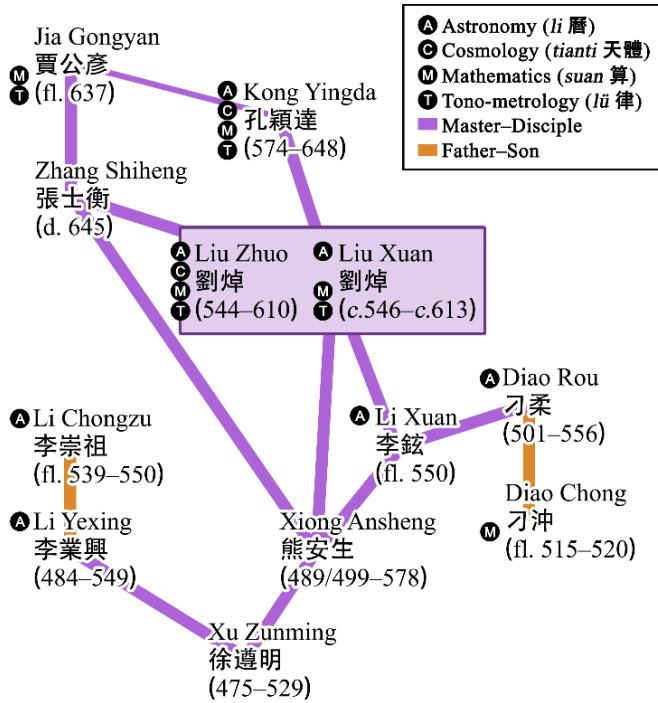 Jia Gongyan
M
賈公彥
T
(fl. 637)
A
Kong Yingda
C
孔穎達
M
T
(574–648)
A Astronomy (li 曆)
C Cosmology (tianti 天體)
M Mathematics (suan 算)
T Tono-metrology (lü 律)
Master–Disciple
Father–Son
Zhang Shiheng
張士衡
(d. 645)
A
Liu Zhuo
C
劉焯
M
T
(544–610)
A
Liu Xuan
劉焯
M
T
(c.546–c.613)
A Diao Rou
刁柔
(501–556)
A Li Chongzu
李崇祖
(fl. 539–550)
A Li Xuan
李鉉
(fl. 550)
Diao Chong
刁沖
M
(fl. 515–520)
A Li Yexing
李業興
(484–549)
Xiong Ansheng
熊安生
(489/499–578)
Xu Zunming
徐遵明
(475–529)